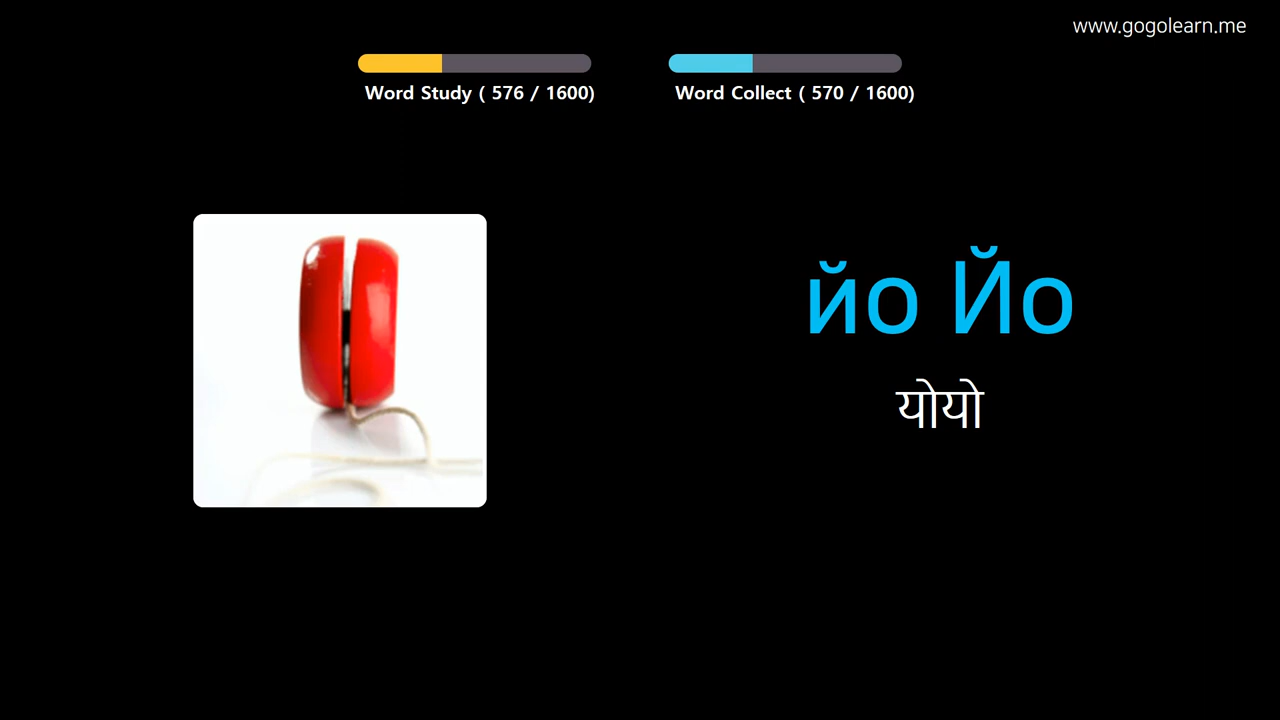 www.gogolearn.me
Word Study ( 576 / 1600)
Word Collect ( 570 / 1600)
йо Йо
योयो